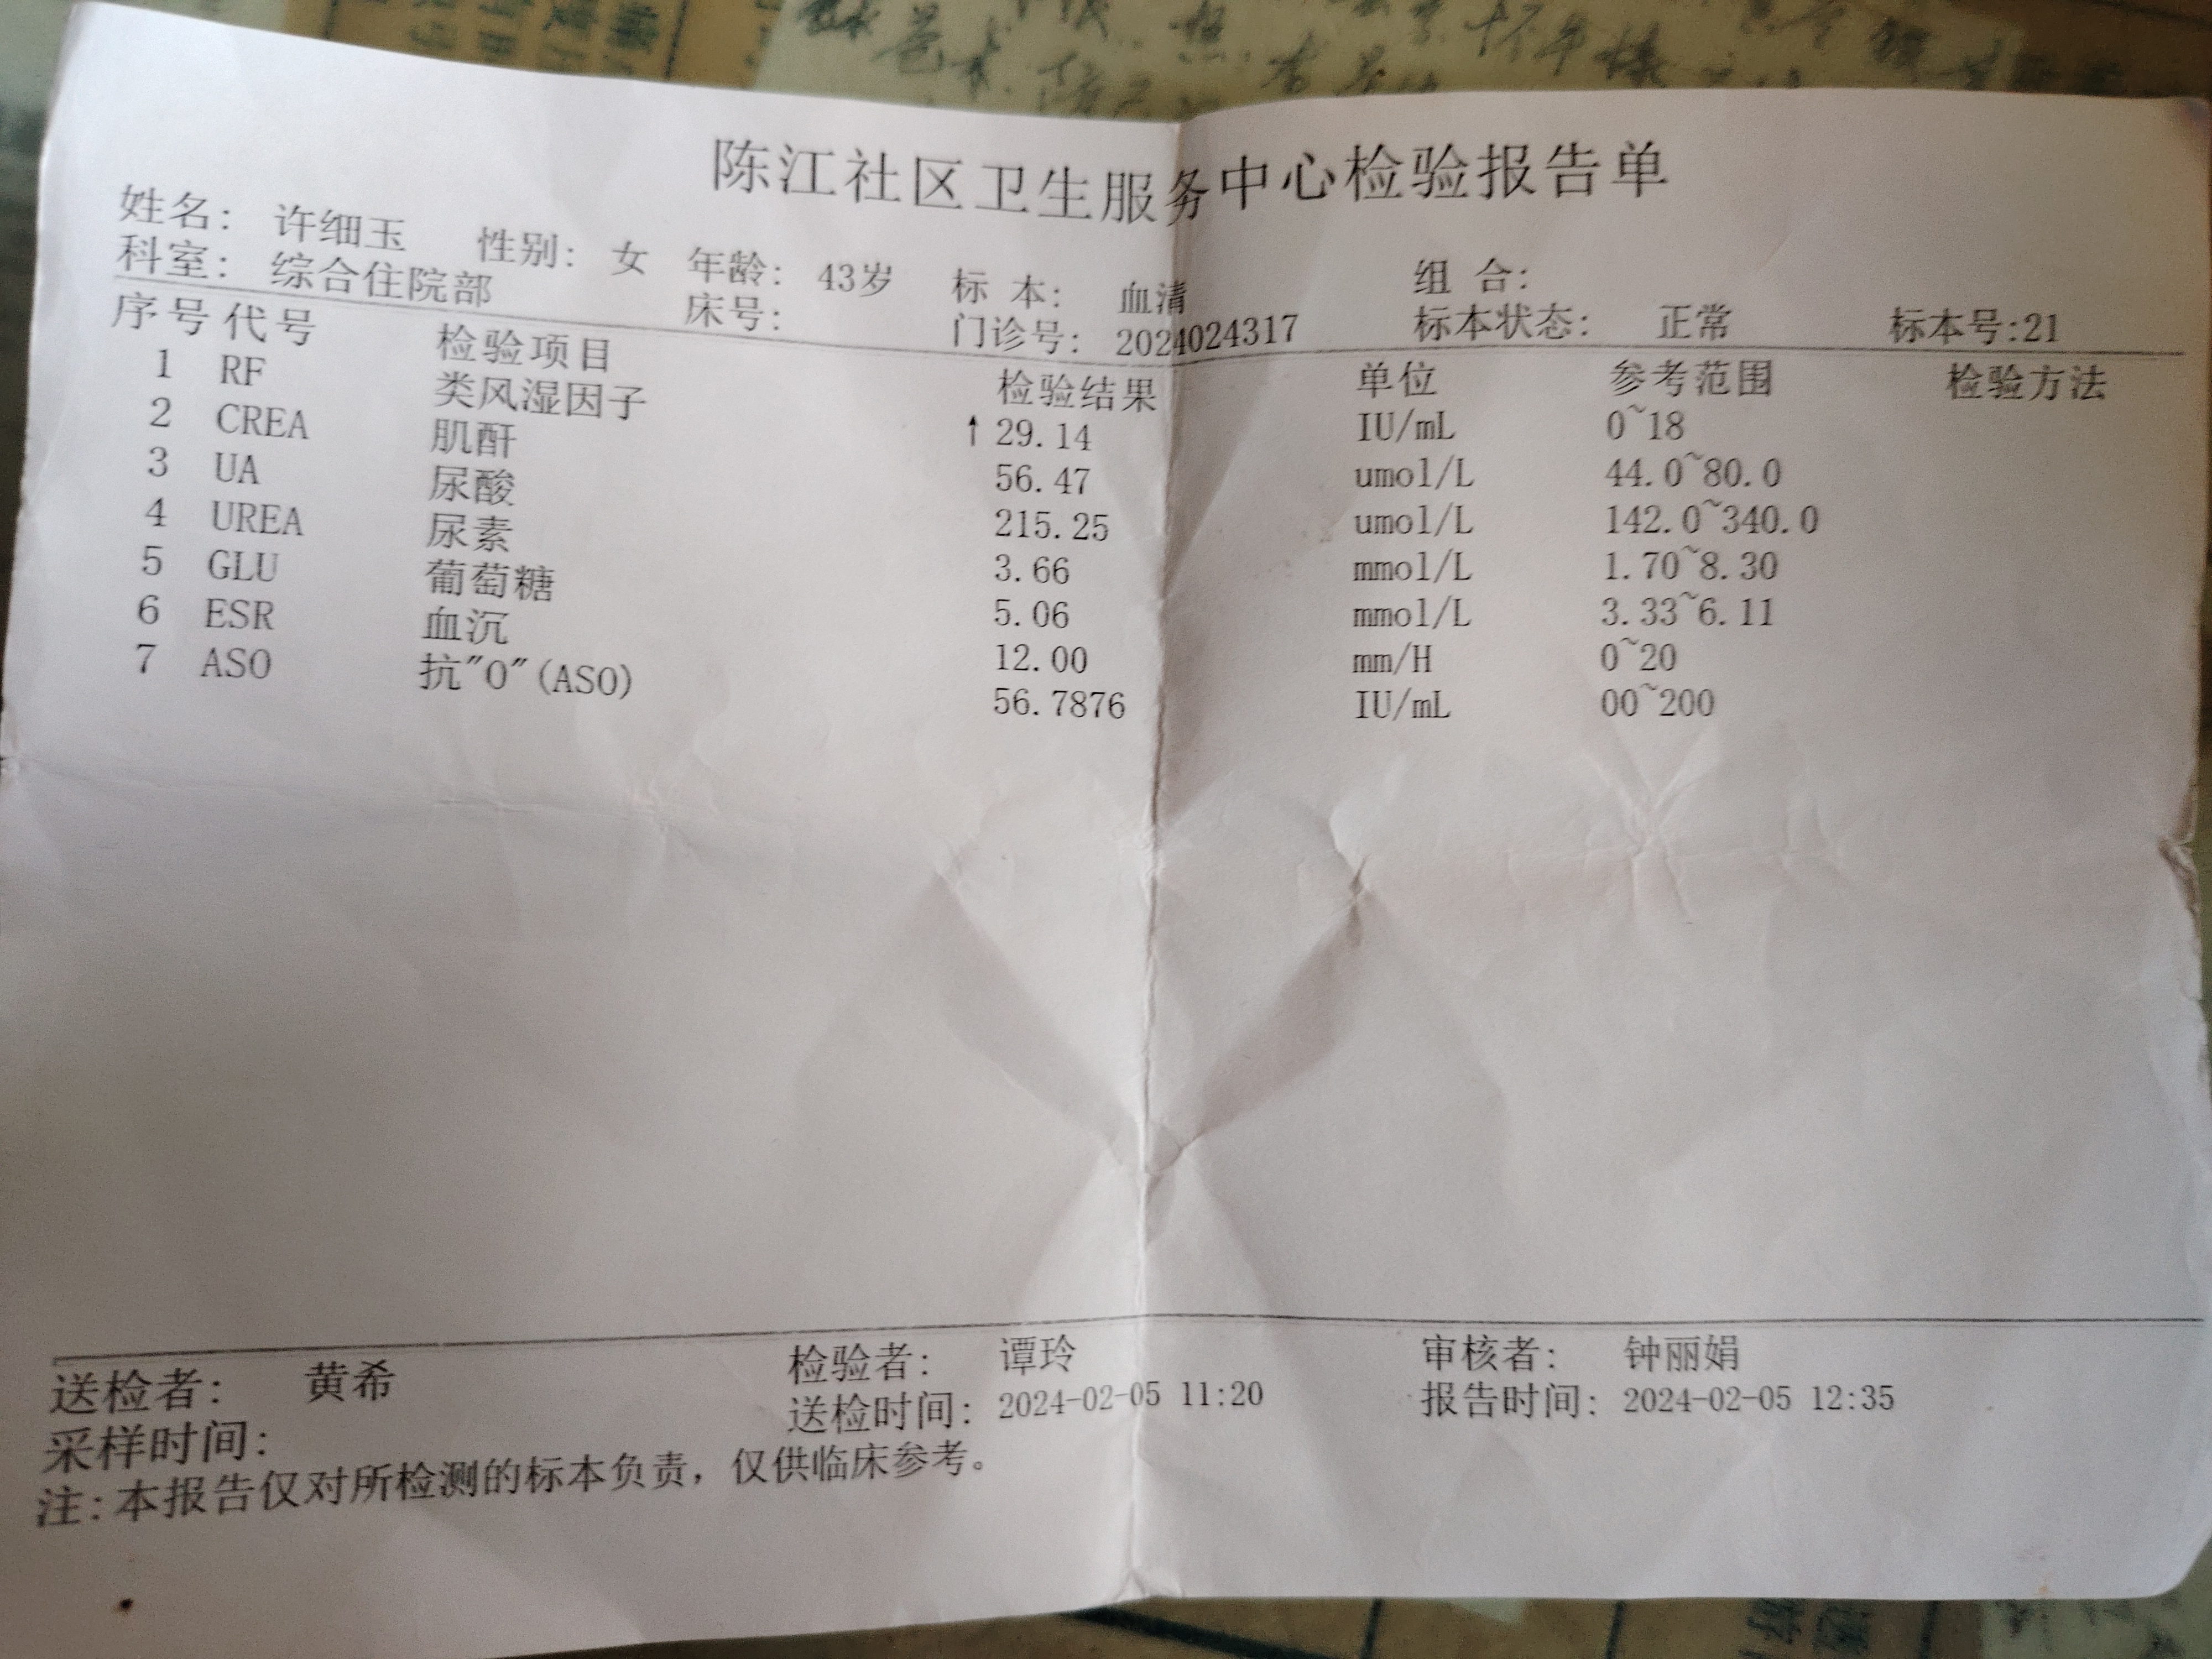 陈江社区卫生服务中心检验报告单
姓名: 许细玉 性别: 女 年龄: 43岁 标 本: 血清 组 合:
科室: 综合住院部 床号: 门诊号: 2024024317 标本状态: 正常 标本号:21
序号 代号 检验项目 检验结果 单位 参考范围 检验方法
1 RF 类风湿因子 ↑ 29.14 IU/mL 0~18
2 CREA 肌酐 56.47 umol/L 44.0~80.0
3 UA 尿酸 215.25 umol/L 142.0~340.0
4 UREA 尿素 3.66 mmol/L 1.70~8.30
5 GLU 葡萄糖 5.06 mmol/L 3.33~6.11
6 ESR 血沉 12.00 mm/H 0~20
7 ASO 抗"O"(ASO) 56.7876 IU/mL 00~200
送检者: 黄希 检验者: 谭玲 审核者: 钟丽娟
采样时间: 送检时间: 2024-02-05 11:20 报告时间: 2024-02-05 12:35
注:本报告仅对所检测的标本负责，仅供临床参考。